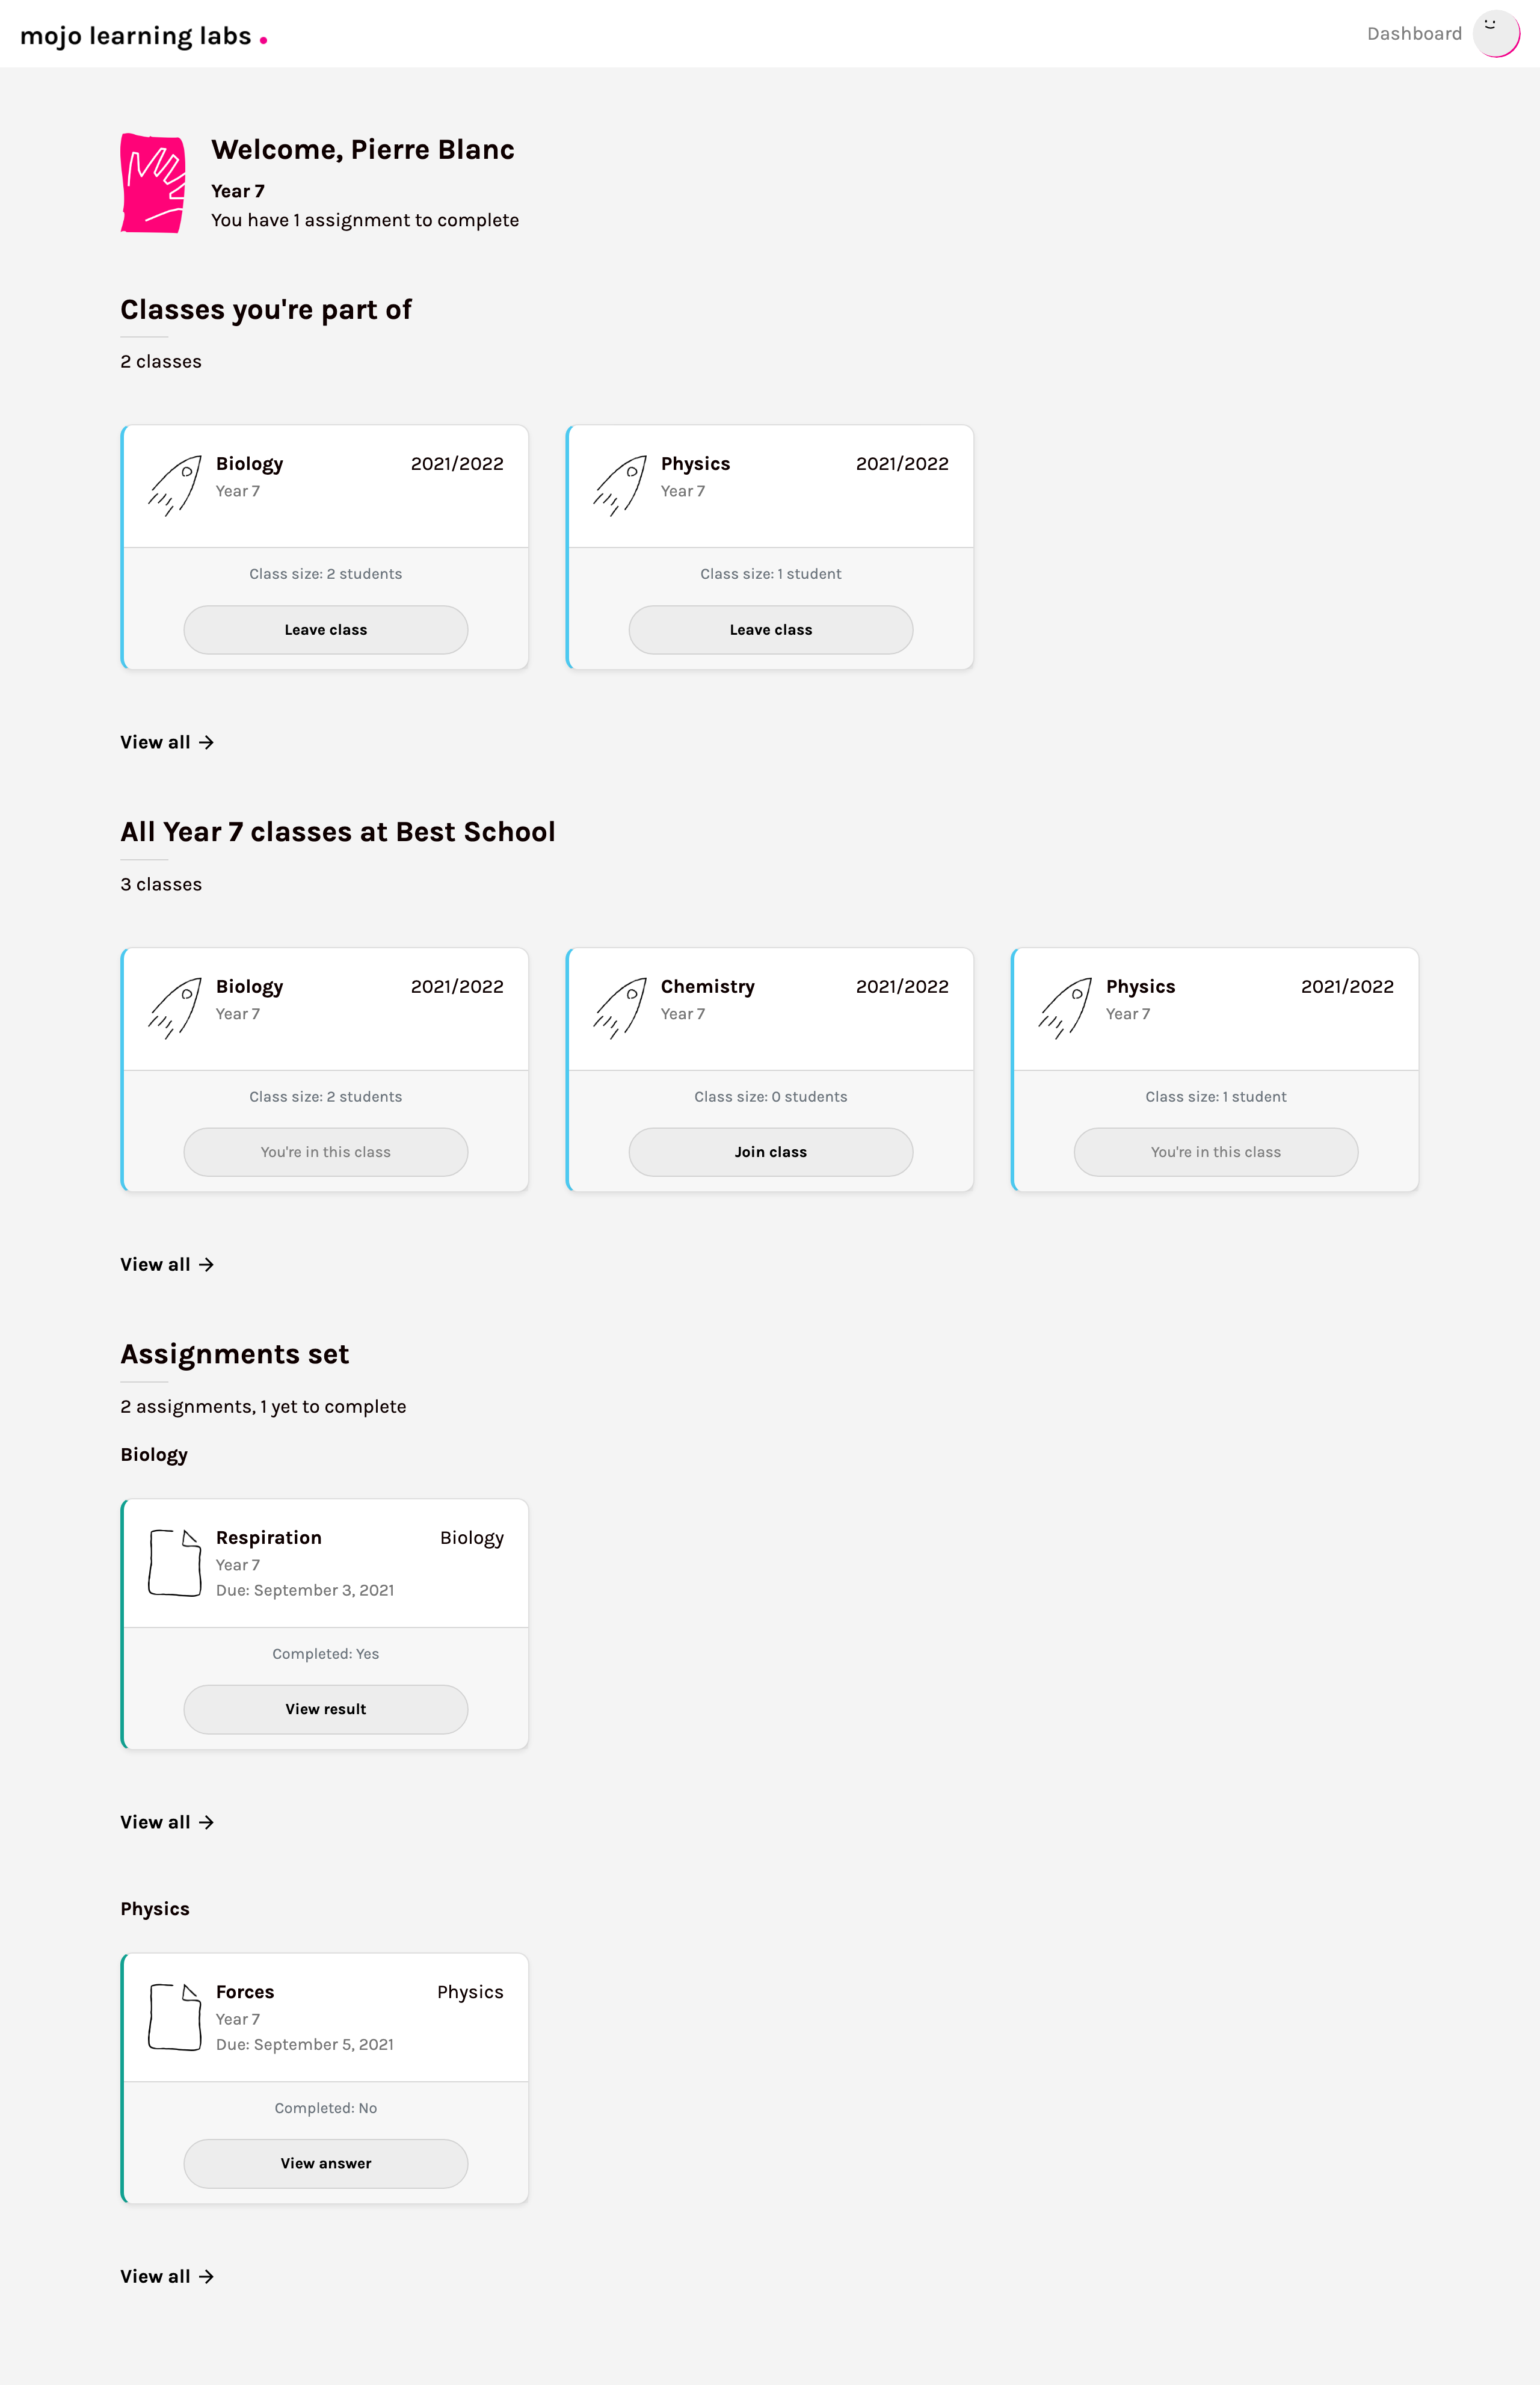 mojo learning labs
Dashboard
Welcome, Pierre Blanc
Year 7
You have 1 assignment to complete
Classes you're part of
2 classes
Biology 2021/2022
Year 7
Class size: 2 students
Leave class
Physics 2021/2022
Year 7
Class size: 1 student
Leave class
View all →
All Year 7 classes at Best School
3 classes
Biology 2021/2022
Year 7
Class size: 2 students
You're in this class
Chemistry 2021/2022
Year 7
Class size: 0 students
Join class
Physics 2021/2022
Year 7
Class size: 1 student
You're in this class
View all →
Assignments set
2 assignments, 1 yet to complete
Biology
Respiration Biology
Year 7
Due: September 3, 2021
Completed: Yes
View result
View all →
Physics
Forces Physics
Year 7
Due: September 5, 2021
Completed: No
View answer
View all →